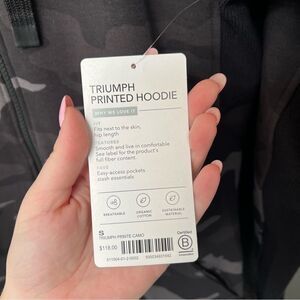 TRIUMPH
PRINTED HOODIE
WHY WE LOVE IT
FIT
Fits next to the skin,
hip length
FEATURES
Smooth and live in comfortable
See label for the product's
full fiber content.
FAVE
Easy-access pockets
stash essentials
BREATHABLE
ORGANIC
COTTON
SUSTAINABLE
MATERIAL
S
TRIUMPH PRINTE CAMO
$118.00
Certified
B
Corporation